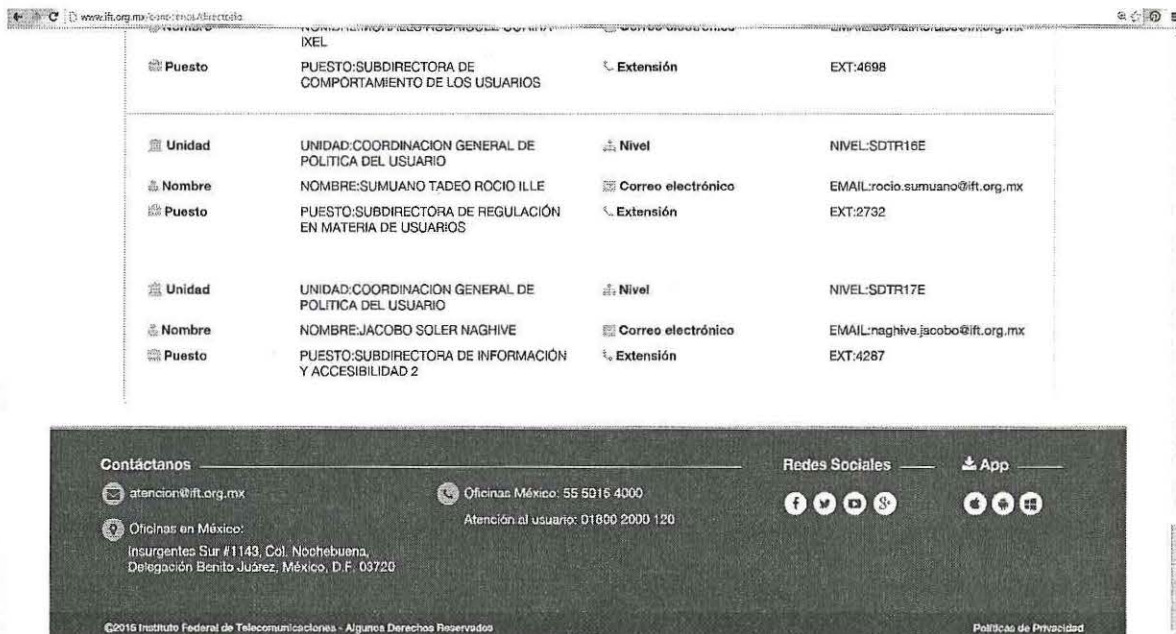 www.ift.org.mx/conocenos/directorio
IXEL
Puesto PUESTO:SUBDIRECTORA DE Extensión EXT:4698
COMPORTAMIENTO DE LOS USUARIOS
Unidad UNIDAD:COORDINACION GENERAL DE Nivel NIVEL:SDTR16E
POLITICA DEL USUARIO
Nombre NOMBRE:SUMUANO TADEO ROCIO ILLE Correo electrónico EMAIL:rocio.sumuano@ift.org.mx
Puesto PUESTO:SUBDIRECTORA DE REGULACIÓN Extensión EXT:2732
EN MATERIA DE USUARIOS
Unidad UNIDAD:COORDINACION GENERAL DE Nivel NIVEL:SDTR17E
POLITICA DEL USUARIO
Nombre NOMBRE:JACOBO SOLER NAGHIVE Correo electrónico EMAIL:naghive.jacobo@ift.org.mx
Puesto PUESTO:SUBDIRECTORA DE INFORMACIÓN Extensión EXT:4287
Y ACCESIBILIDAD 2
Contáctanos Redes Sociales App
atencion@ift.org.mx Oficinas México: 55 5015 4000
Atención al usuario: 01800 2000 120
Oficinas en México:
Insurgentes Sur #1143, Col. Nochebuena,
Delegación Benito Juárez, México, D.F. 03720
©2015 Instituto Federal de Telecomunicaciones - Algunos Derechos Reservados Políticas de Privacidad